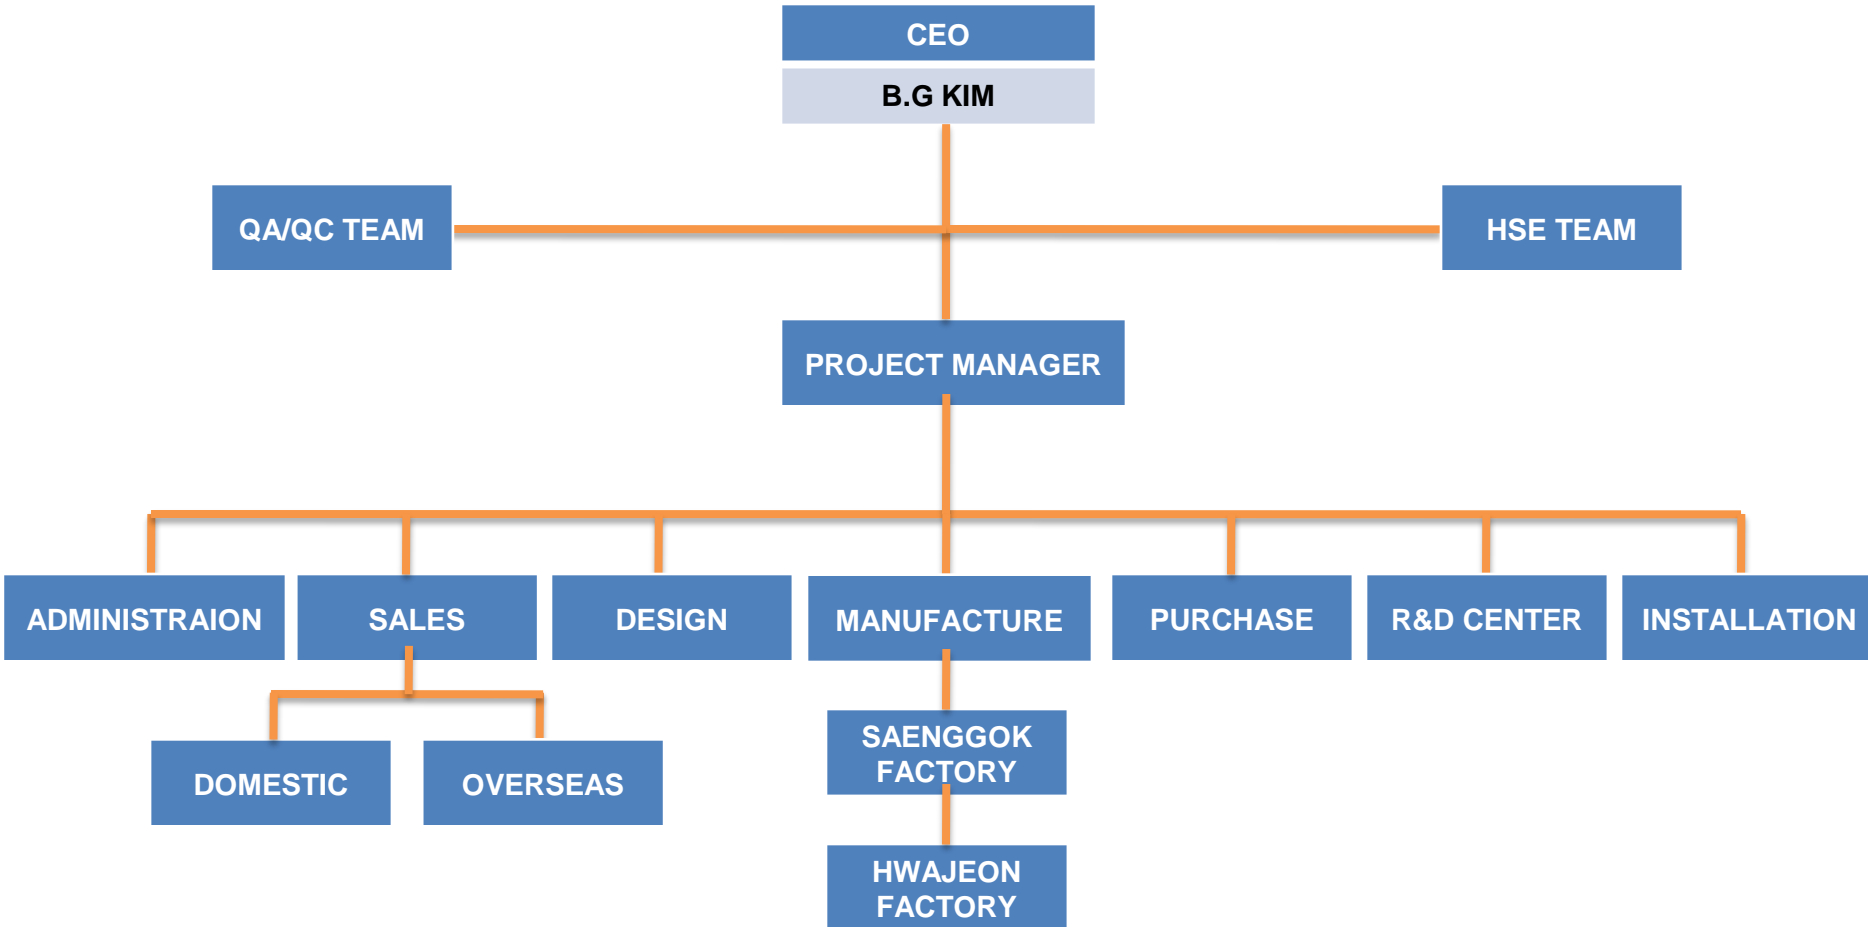 CEO
B.G KIM
QA/QC TEAM
HSE TEAM
PROJECT MANAGER
ADMINISTRAION
SALES
DESIGN
MANUFACTURE
PURCHASE
R&D CENTER
INSTALLATION
DOMESTIC
OVERSEAS
SAENGGOK
FACTORY
HWAJEON
FACTORY